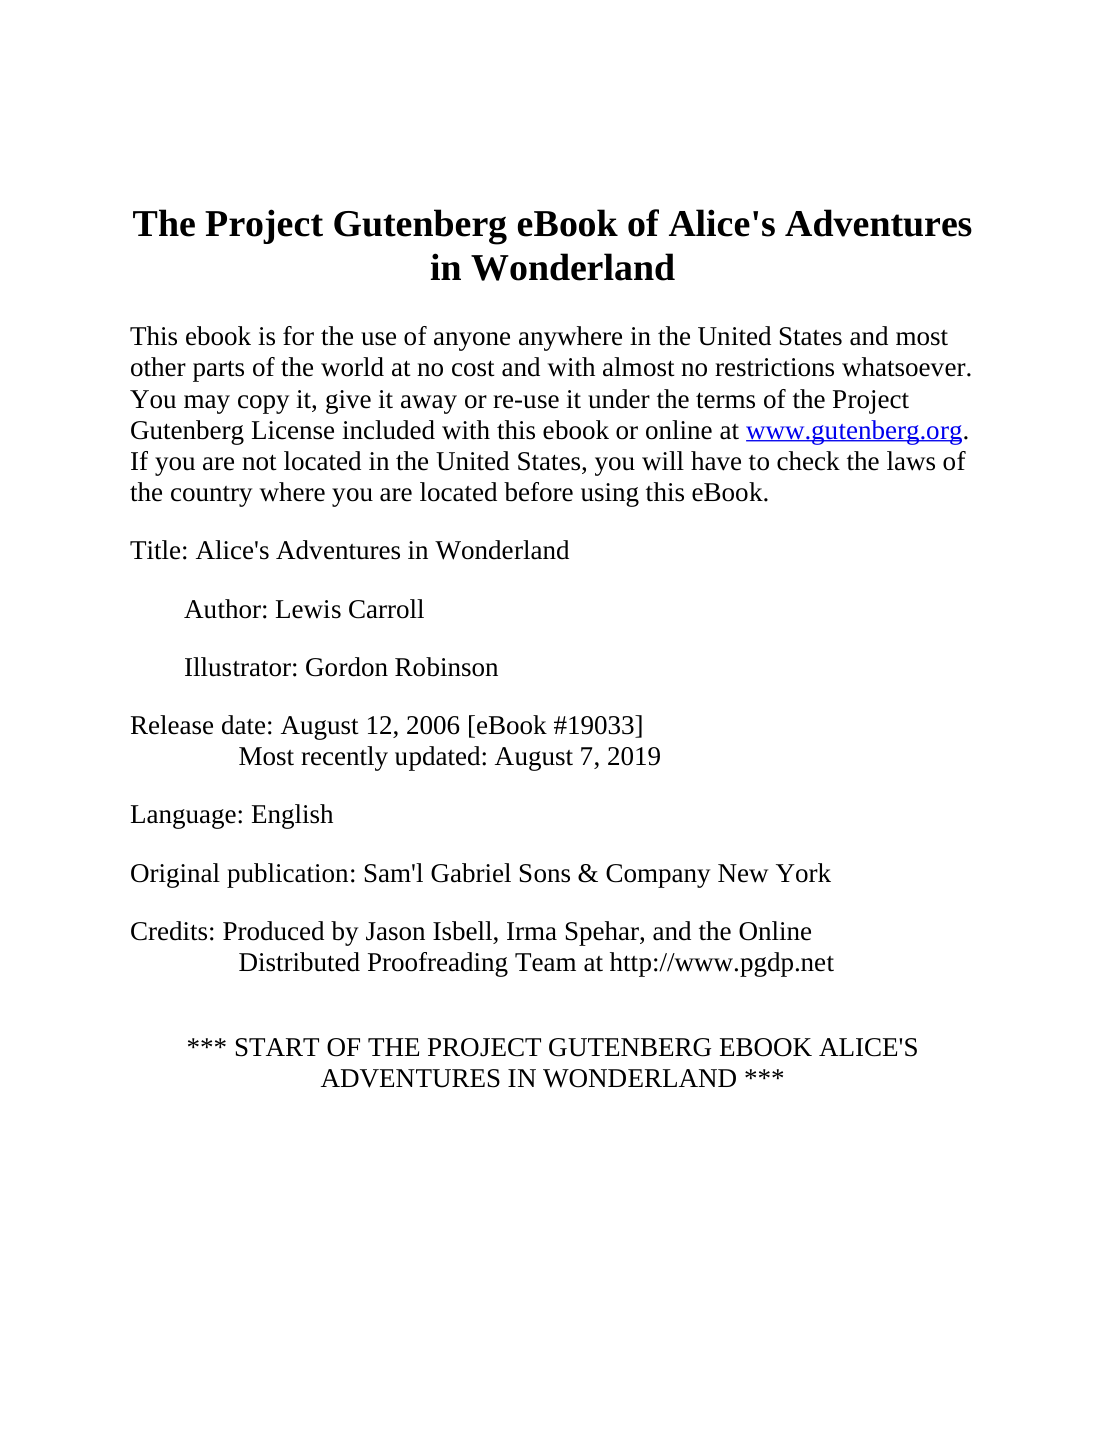 The Project Gutenberg eBook of Alice's Adventures
in Wonderland
This ebook is for the use of anyone anywhere in the United States and most
other parts of the world at no cost and with almost no restrictions whatsoever.
You may copy it, give it away or re-use it under the terms of the Project
Gutenberg License included with this ebook or online at www.gutenberg.org.
If you are not located in the United States, you will have to check the laws of
the country where you are located before using this eBook.
Title: Alice's Adventures in Wonderland
Author: Lewis Carroll
Illustrator: Gordon Robinson
Release date: August 12, 2006 [eBook #19033]
Most recently updated: August 7, 2019
Language: English
Original publication: Sam'l Gabriel Sons & Company New York
Credits: Produced by Jason Isbell, Irma Spehar, and the Online
Distributed Proofreading Team at http://www.pgdp.net
*** START OF THE PROJECT GUTENBERG EBOOK ALICE'S
ADVENTURES IN WONDERLAND ***